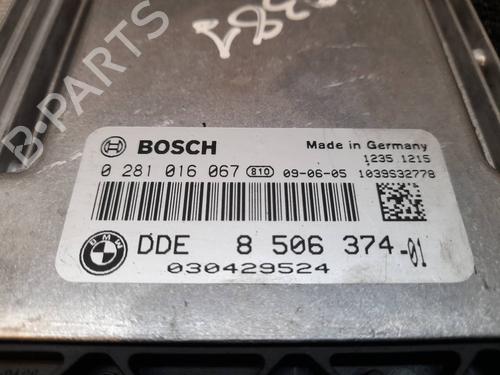 B-PARTS
BOSCH
Made in Germany
1235 1215
0 281 016 067 810 09-06-05 1039S32778
BMW
DDE 8 506 374-01
030429524